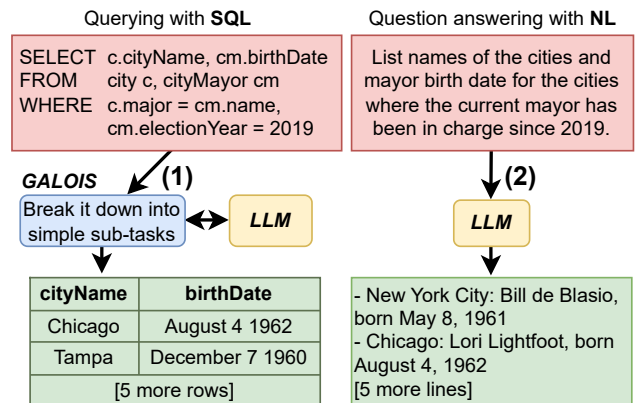 Querying with SQL
SELECT c.cityName, cm.birthDate
FROM city c, cityMayor cm
WHERE c.major = cm.name,
cm.electionYear = 2019
GALOIS
(1)
Break it down into
simple sub-tasks
LLM
cityName birthDate
Chicago August 4 1962
Tampa December 7 1960
[5 more rows]
Question answering with NL
List names of the cities and
mayor birth date for the cities
where the current mayor has
been in charge since 2019.
(2)
LLM
- New York City: Bill de Blasio,
born May 8, 1961
- Chicago: Lori Lightfoot, born
August 4, 1962
[5 more lines]